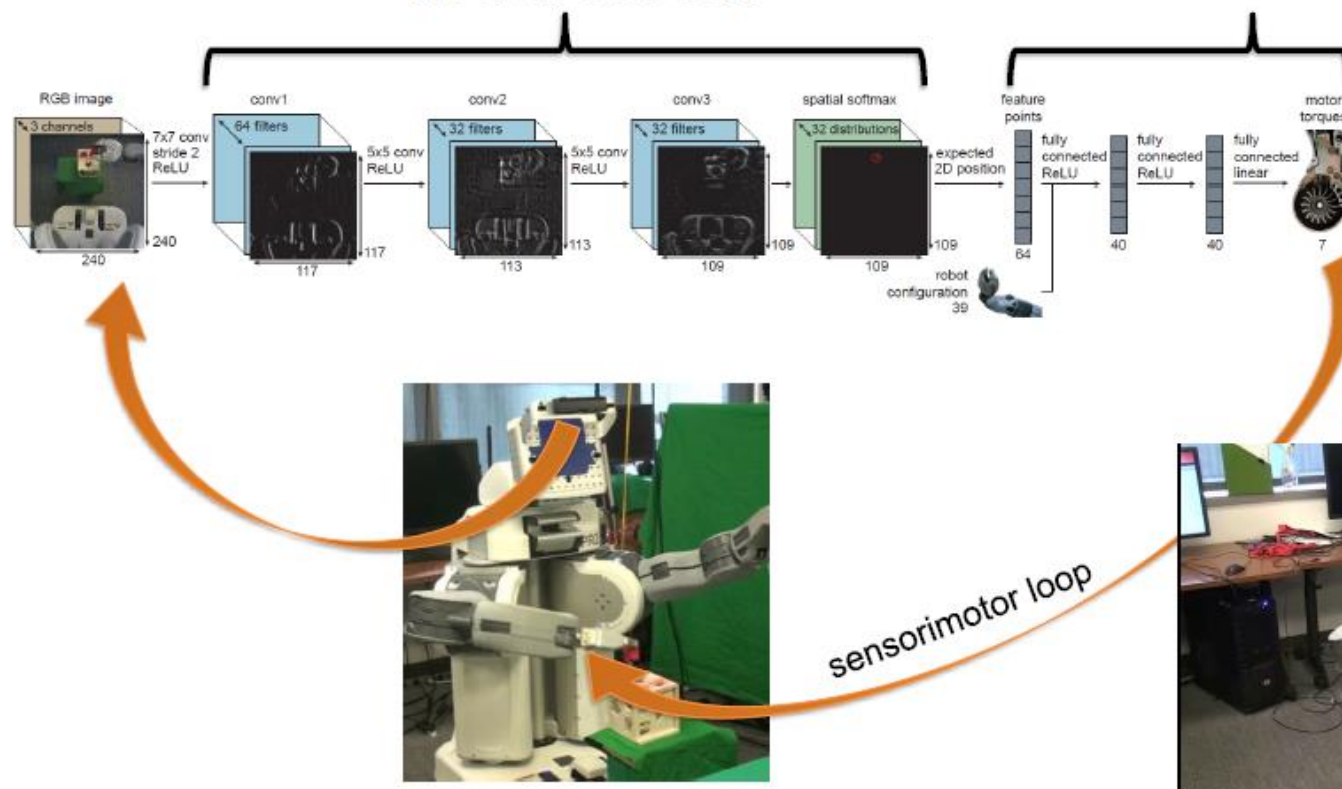 RGB image
3 channels
240
240
7x7 conv
stride 2
ReLU
conv1
64 filters
117
117
5x5 conv
ReLU
conv2
32 filters
113
113
5x5 conv
ReLU
conv3
32 filters
109
109
spatial softmax
32 distributions
109
109
expected
2D position
feature
points
64
robot
configuration
39
fully
connected
ReLU
40
fully
connected
ReLU
40
fully
connected
linear
motor
torques
7
sensorimotor loop